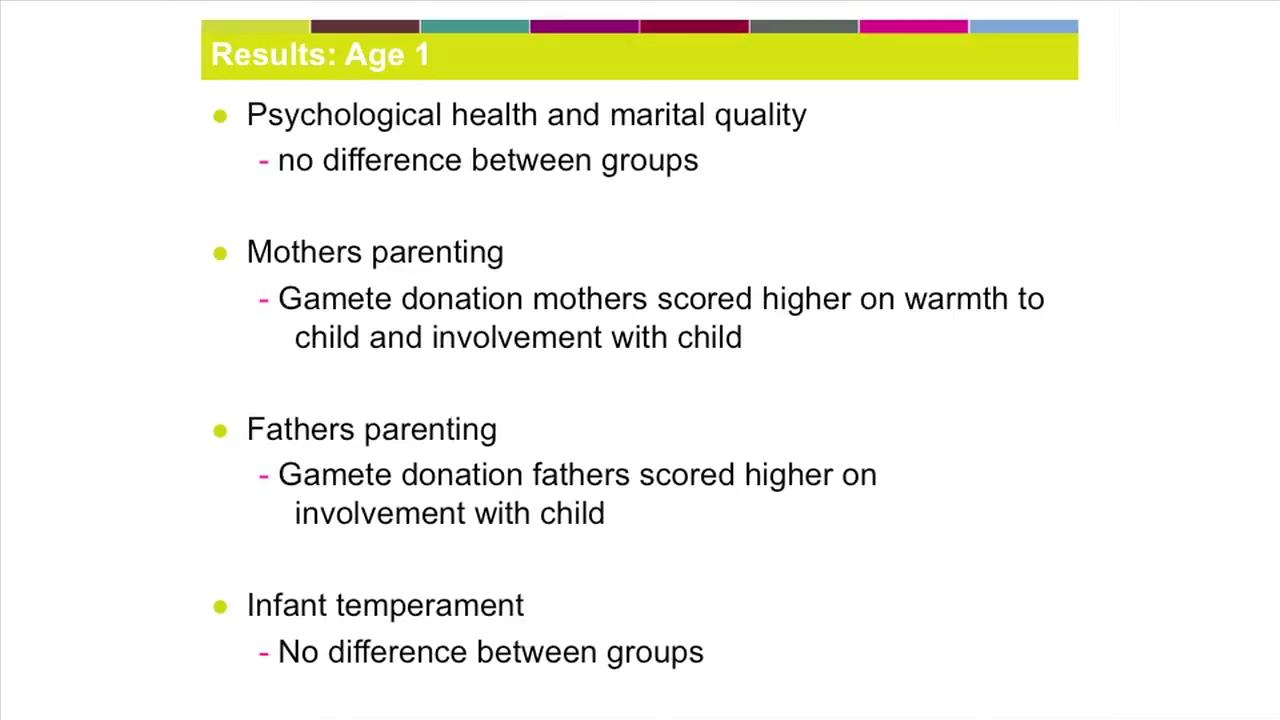 Results: Age 1
● Psychological health and marital quality
- no difference between groups
● Mothers parenting
- Gamete donation mothers scored higher on warmth to
child and involvement with child
● Fathers parenting
- Gamete donation fathers scored higher on
involvement with child
● Infant temperament
- No difference between groups